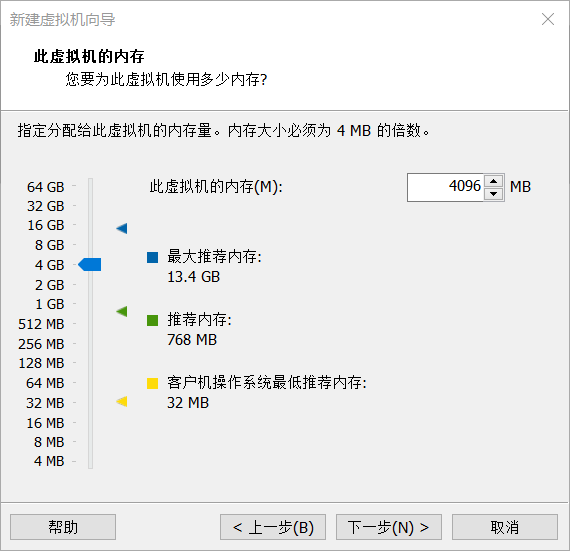 新建虚拟机向导
此虚拟机的内存
您要为此虚拟机使用多少内存?
指定分配给此虚拟机的内存量。内存大小必须为 4 MB 的倍数。
64 GB
32 GB
16 GB
8 GB
4 GB
2 GB
1 GB
512 MB
256 MB
128 MB
64 MB
32 MB
16 MB
8 MB
4 MB
此虚拟机的内存(M):
4096 MB
最大推荐内存:
13.4 GB
推荐内存:
768 MB
客户机操作系统最低推荐内存:
32 MB
帮助
< 上一步(B)
下一步(N) >
取消